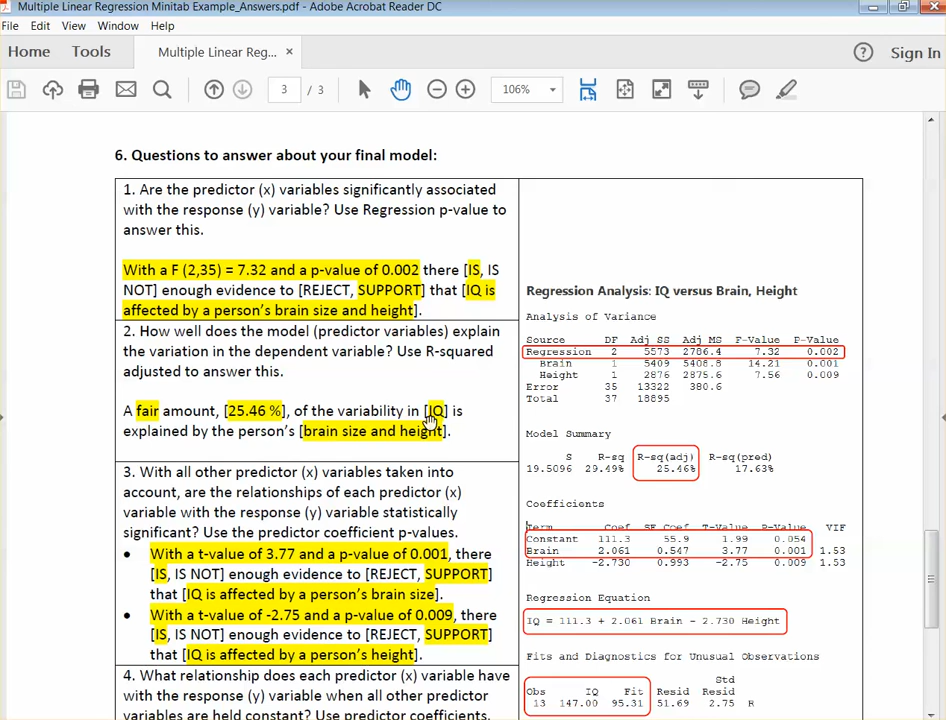 Multiple Linear Regression Minitab Example_Answers.pdf - Adobe Acrobat Reader DC
File Edit View Window Help
Home Tools Multiple Linear Reg... × ? Sign In
3 / 3 106%
6. Questions to answer about your final model:
1. Are the predictor (x) variables significantly associated
with the response (y) variable? Use Regression p-value to
answer this.
With a F (2,35) = 7.32 and a p-value of 0.002 there [IS, IS
NOT] enough evidence to [REJECT, SUPPORT] that [IQ is
affected by a person's brain size and height].
2. How well does the model (predictor variables) explain
the variation in the dependent variable? Use R-squared
adjusted to answer this.
A fair amount, [25.46 %], of the variability in [IQ] is
explained by the person's [brain size and height].
3. With all other predictor (x) variables taken into
account, are the relationships of each predictor (x)
variable with the response (y) variable statistically
significant? Use the predictor coefficient p-values.
• With a t-value of 3.77 and a p-value of 0.001, there
[IS, IS NOT] enough evidence to [REJECT, SUPPORT]
that [IQ is affected by a person's brain size].
• With a t-value of -2.75 and a p-value of 0.009, there
[IS, IS NOT] enough evidence to [REJECT, SUPPORT]
that [IQ is affected by a person's height].
4. What relationship does each predictor (x) variable have
with the response (y) variable when all other predictor
variables are held constant? Use predictor coefficients.
Regression Analysis: IQ versus Brain, Height
Analysis of Variance
Source DF Adj SS Adj MS F-Value P-Value
Regression 2 5573 2786.4 7.32 0.002
Brain 1 5409 5408.8 14.21 0.001
Height 1 2876 2875.6 7.56 0.009
Error 35 13322 380.6
Total 37 18895
Model Summary
S R-sq R-sq(adj) R-sq(pred)
19.5096 29.49% 25.46% 17.63%
Coefficients
Term Coef SE Coef T-Value P-Value VIF
Constant 111.3 55.9 1.99 0.054
Brain 2.061 0.547 3.77 0.001 1.53
Height -2.730 0.993 -2.75 0.009 1.53
Regression Equation
IQ = 111.3 + 2.061 Brain - 2.730 Height
Fits and Diagnostics for Unusual Observations
Std
Obs IQ Fit Resid Resid
13 147.00 95.31 51.69 2.75 R